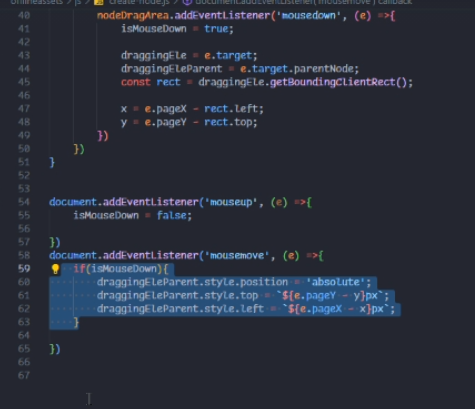 onlineassets > js > create-node.js > document.addEventListener('mousemove') callback
40 nodeDragArea.addEventListener('mousedown', (e) =>{
41 isMouseDown = true;
42
43 draggingEle = e.target;
44 draggingEleParent = e.target.parentNode;
45 const rect = draggingEle.getBoundingClientRect();
46
47 x = e.pageX - rect.left;
48 y = e.pageY - rect.top;
49 })
50 })
51 }
52
53
54 document.addEventListener('mouseup', (e) =>{
55 isMouseDown = false;
56
57 })
58 document.addEventListener('mousemove', (e) =>{
59 if(isMouseDown){
60 draggingEleParent.style.position = 'absolute';
61 draggingEleParent.style.top = `${e.pageY - y}px`;
62 draggingEleParent.style.left = `${e.pageX - x}px`;
63 }
64
65 })
66
67